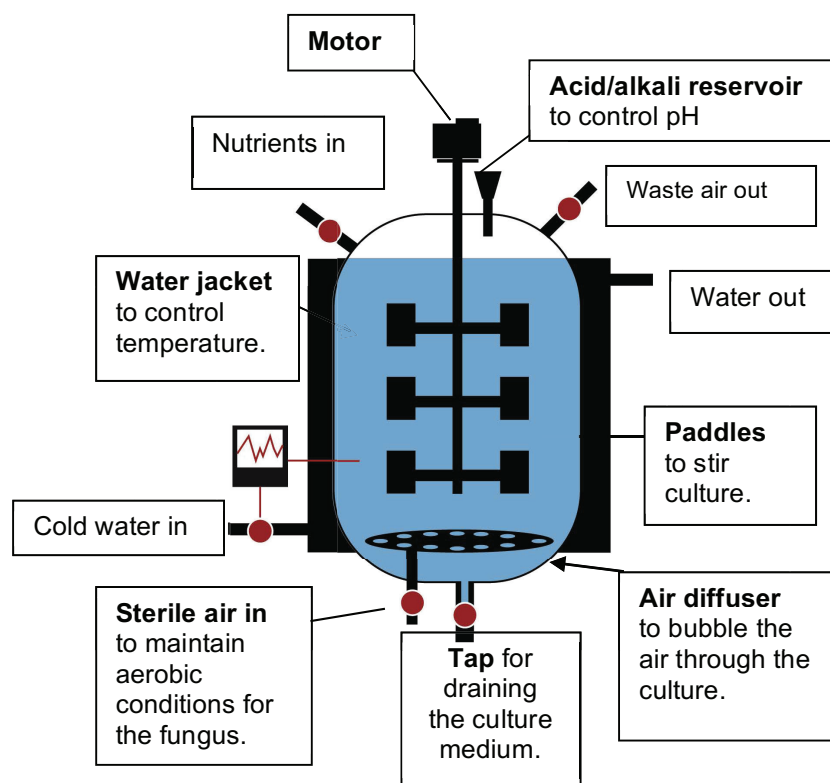 Motor
Acid/alkali reservoir
to control pH
Nutrients in
Waste air out
Water jacket
to control
temperature.
Water out
Paddles
to stir
culture.
Cold water in
Sterile air in
to maintain
aerobic
conditions for
the fungus.
Tap for
draining
the culture
medium.
Air diffuser
to bubble the
air through the
culture.